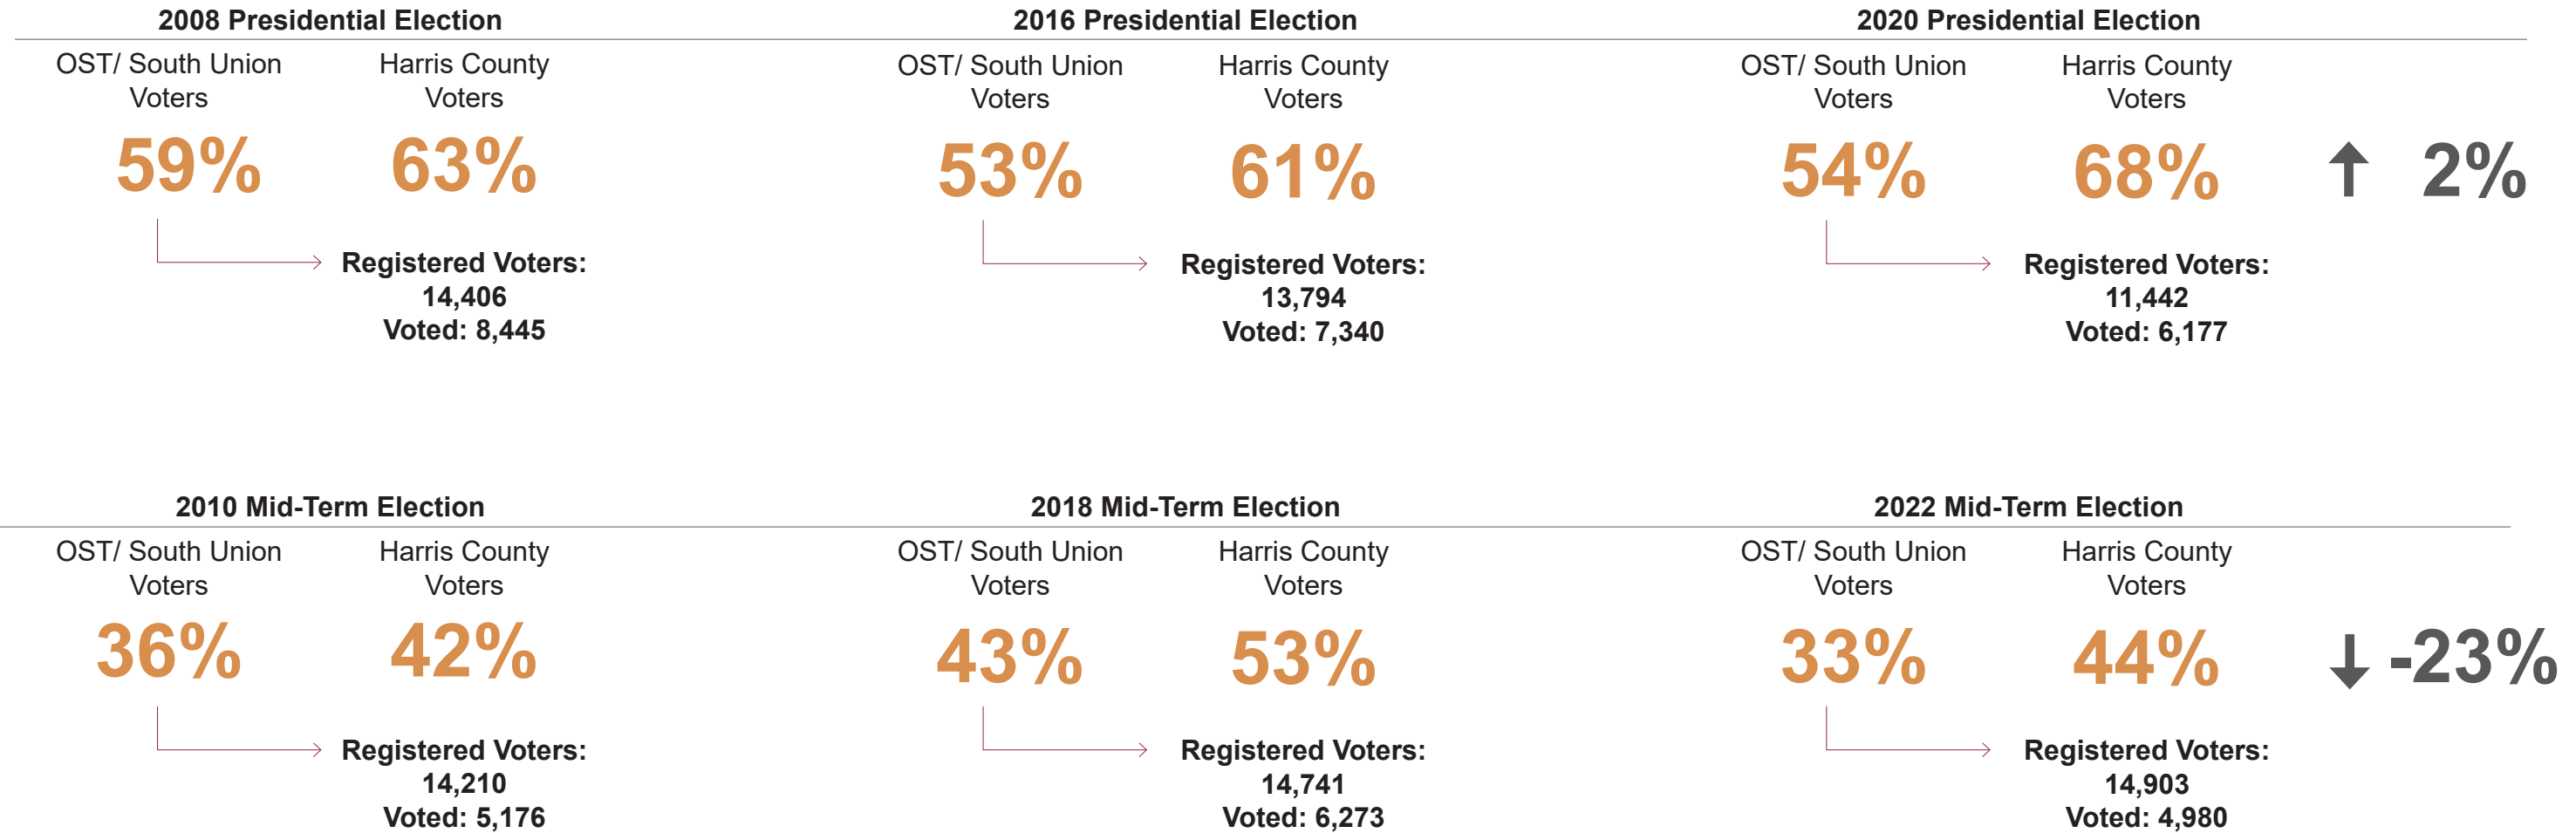 2008 Presidential Election
OST/ South Union
Voters
Harris County
Voters
59%
63%
Registered Voters:
14,406
Voted: 8,445
2016 Presidential Election
OST/ South Union
Voters
Harris County
Voters
53%
61%
Registered Voters:
13,794
Voted: 7,340
2020 Presidential Election
OST/ South Union
Voters
Harris County
Voters
54%
68%
2%
Registered Voters:
11,442
Voted: 6,177
2010 Mid-Term Election
OST/ South Union
Voters
Harris County
Voters
36%
42%
Registered Voters:
14,210
Voted: 5,176
2018 Mid-Term Election
OST/ South Union
Voters
Harris County
Voters
43%
53%
Registered Voters:
14,741
Voted: 6,273
2022 Mid-Term Election
OST/ South Union
Voters
Harris County
Voters
33%
44%
-23%
Registered Voters:
14,903
Voted: 4,980